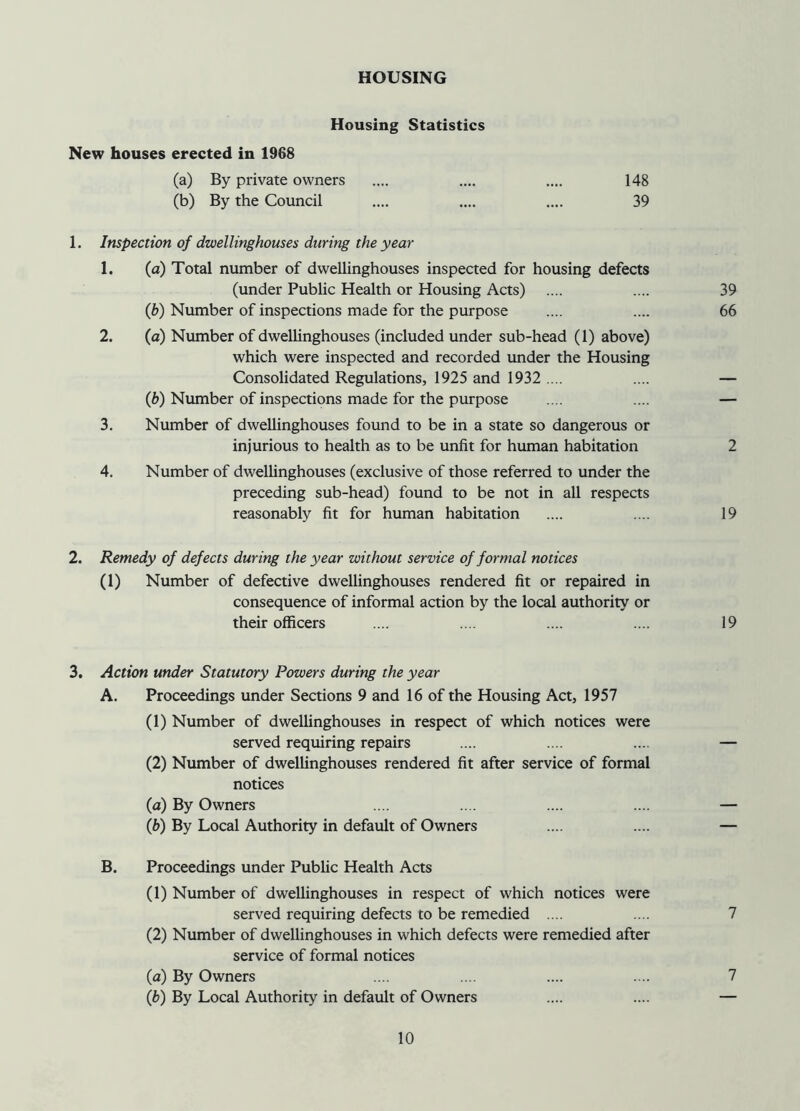 HOUSING
Housing Statistics
New houses erected in 1968
(a) By private owners .... .... .... 148
(b) By the Council .... .... .... 39
1. Inspection of dwellinghouses during the year
1. (a) Total number of dwellinghouses inspected for housing defects
(under Public Health or Housing Acts) .... .... 39
(b) Number of inspections made for the purpose .... .... 66
2. (a) Number of dwellinghouses (included under sub-head (1) above)
which were inspected and recorded under the Housing
Consolidated Regulations, 1925 and 1932 .... .... —
(b) Number of inspections made for the purpose .... .... —
3. Number of dwellinghouses found to be in a state so dangerous or
injurious to health as to be unfit for human habitation 2
4. Number of dwellinghouses (exclusive of those referred to under the
preceding sub-head) found to be not in all respects
reasonably fit for human habitation .... .... 19
2. Remedy of defects during the year without service of formal notices
(1) Number of defective dwellinghouses rendered fit or repaired in
consequence of informal action by the local authority or
their officers .... .... .... .... 19
3. Action under Statutory Powers during the year
A. Proceedings under Sections 9 and 16 of the Housing Act, 1957
(1) Number of dwellinghouses in respect of which notices were
served requiring repairs .... .... .... —
(2) Number of dwellinghouses rendered fit after service of formal
notices
(a) By Owners .... .... .... .... —
(b) By Local Authority in default of Owners .... .... —
B. Proceedings under Public Health Acts
(1) Number of dwellinghouses in respect of which notices were
served requiring defects to be remedied .... .... 7
(2) Number of dwellinghouses in which defects were remedied after
service of formal notices
(a) By Owners .... .... .... .... 7
(b) By Local Authority in default of Owners .... .... —
10